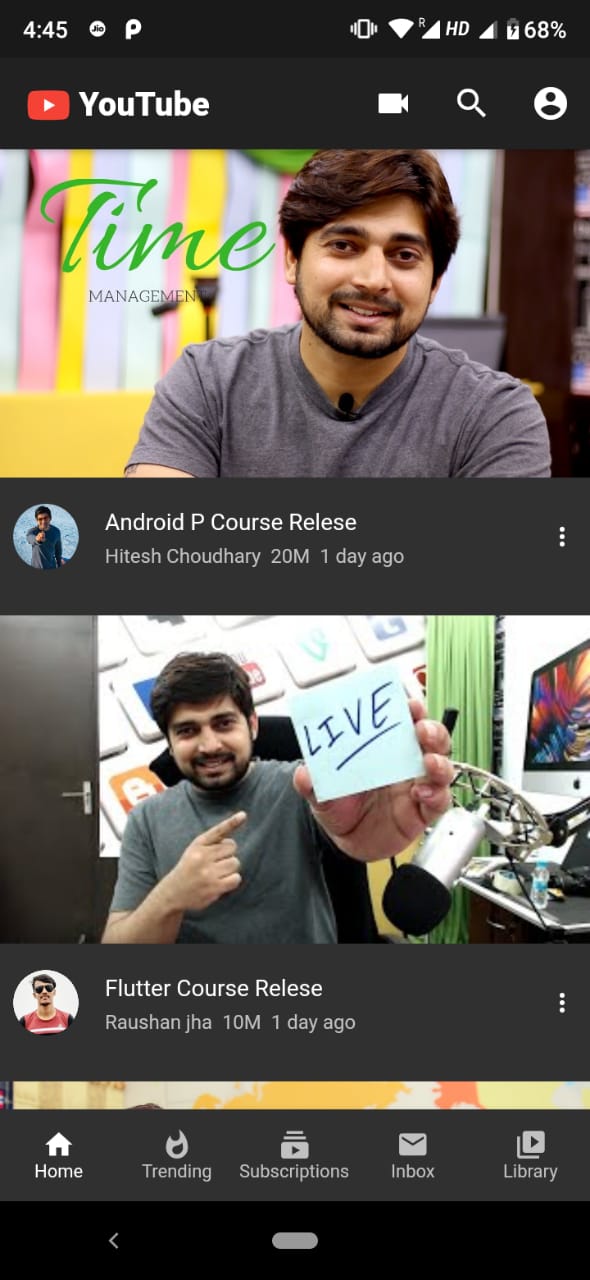 4:45 Jio R HD 68%
YouTube
Time
MANAGEMENT
Android P Course Relese
Hitesh Choudhary 20M 1 day ago
LIVE
Flutter Course Relese
Raushan jha 10M 1 day ago
Home Trending Subscriptions Inbox Library